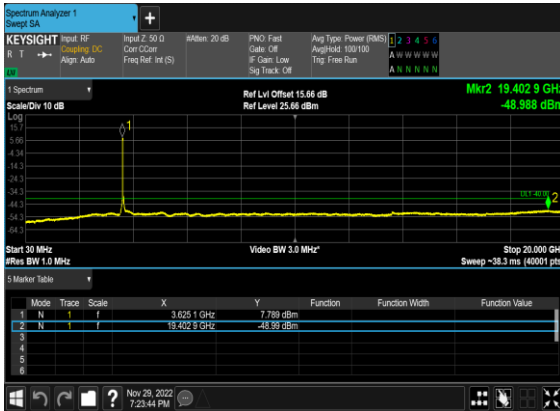 Spectrum Analyzer 1
Swept SA
+
KEYSIGHT
R T
Input: RF
Coupling: DC
Align: Auto
Input Z: 50 Ω
Corr CCorr
Freq Ref: Int (S)
#Atten: 20 dB
PNO: Fast
Gate: Off
IF Gain: Low
Sig Track: Off
Avg Type: Power (RMS)
Avg|Hold: 100/100
Trig: Free Run
1 2 3 4 5 6
A W W W W W
A N N N N N
1 Spectrum
Scale/Div 10 dB
Ref Lvl Offset 15.66 dB
Ref Level 25.66 dBm
Mkr2 19.402 9 GHz
-48.988 dBm
Log
15.7
5.66
-4.34
-14.3
-24.3
-34.3
-44.3
-54.3
-64.3
1
2
Start 30 MHz
#Res BW 1.0 MHz
Video BW 3.0 MHz*
Stop 20.000 GH
Sweep ~38.3 ms (40001 pts
5 Marker Table
Mode Trace Scale X Y Function Function Width Function Value
1 N 1 f 3.625 1 GHz 7.789 dBm
2 N 1 f 19.402 9 GHz -48.99 dBm
3
4
5
6
Nov 29, 2022
7:23:44 PM